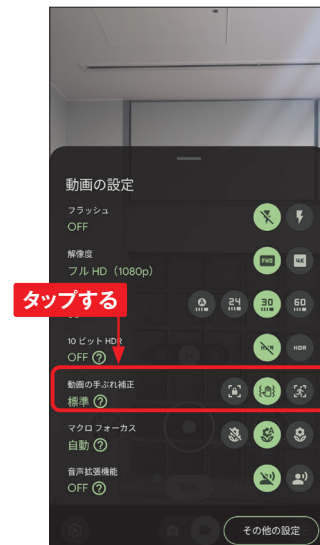 動画の設定
フラッシュ
OFF
解像度
フル HD（1080p）
FHD 4K
タップする
A 24 30 60
10 ビット HDR
OFF ?
HDR
動画の手ぶれ補正
標準 ?
マクロ フォーカス
自動 ?
音声拡張機能
OFF ?
その他の設定